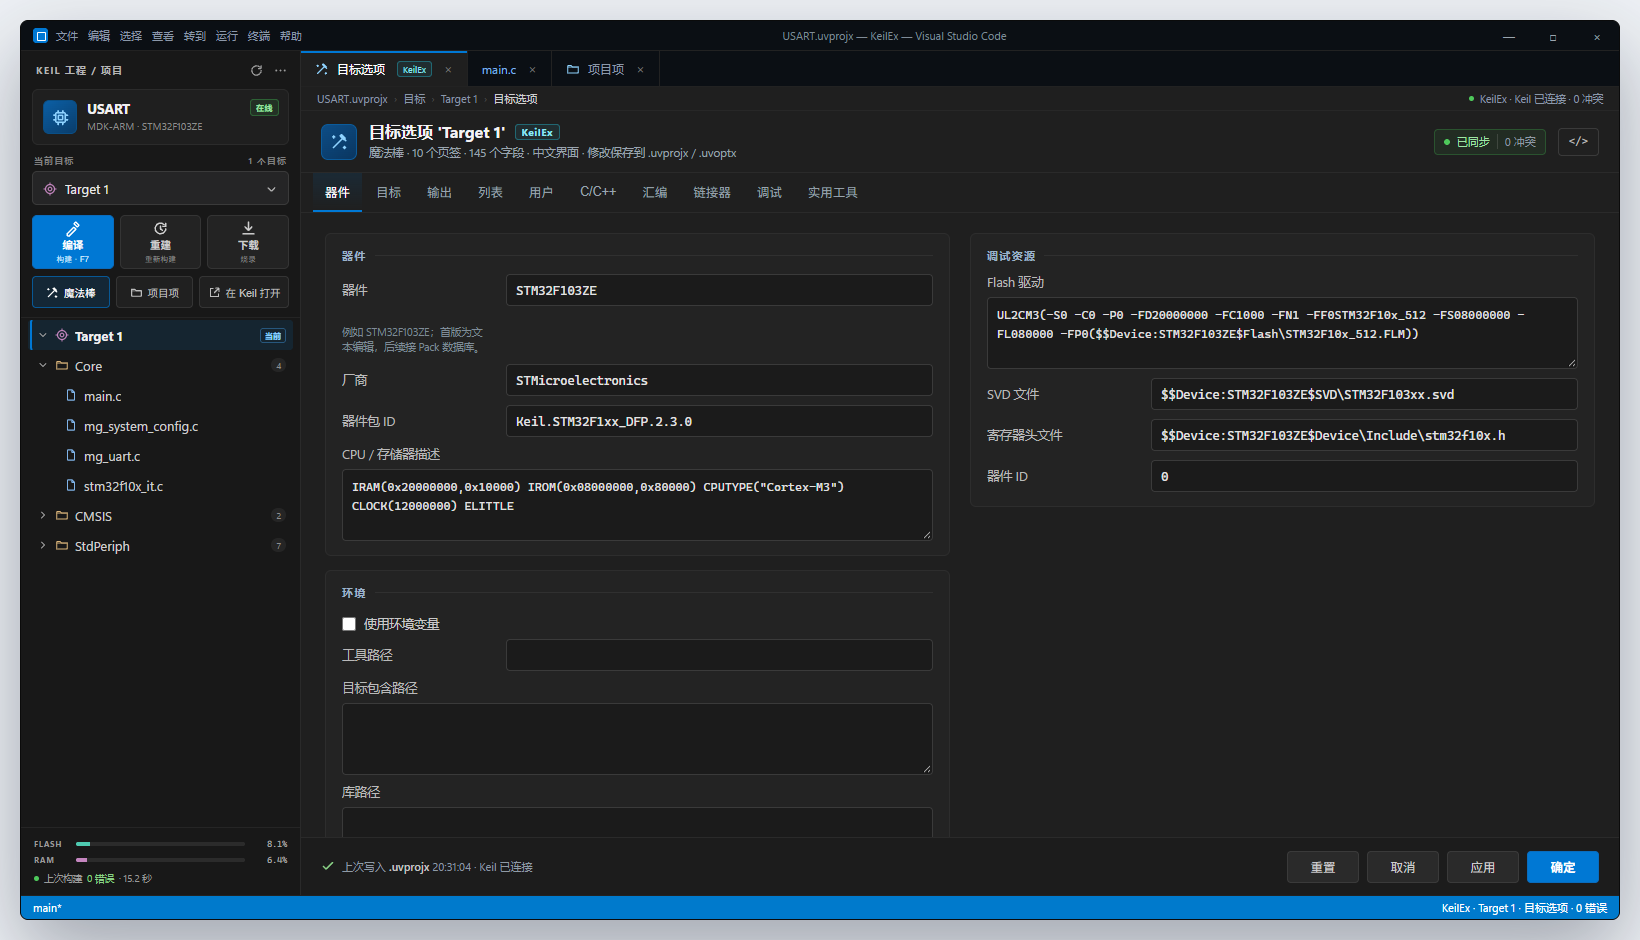 文件 编辑 选择 查看 转到 运行 终端 帮助
USART.uvprojx — KeilEx — Visual Studio Code
KEIL 工程 / 项目
USART
在线
MDK-ARM · STM32F103ZE
当前目标
1 个目标
Target 1
编译
构建 · F7
重建
重新构建
下载
烧录
魔法棒
项目项
在 Keil 打开
Target 1
当前
Core
4
main.c
mg_system_config.c
mg_uart.c
stm32f10x_it.c
CMSIS
2
StdPeriph
7
FLASH
8.1%
RAM
6.4%
上次构建 0 错误 · 15.2 秒
目标选项 KeilEx ×
main.c ×
项目项 ×
USART.uvprojx › 目标 › Target 1 › 目标选项
KeilEx · Keil 已连接 · 0 冲突
目标选项 'Target 1' KeilEx
魔法棒 · 10 个页签 · 145 个字段 · 中文界面 · 修改保存到 .uvprojx / .uvoptx
已同步 0 冲突
</>
器件 目标 输出 列表 用户 C/C++ 汇编 链接器 调试 实用工具
器件
器件
STM32F103ZE
例如 STM32F103ZE；首版为文
本编辑，后续接 Pack 数据库。
厂商
STMicroelectronics
器件包 ID
Keil.STM32F1xx_DFP.2.3.0
CPU / 存储器描述
IRAM(0x20000000,0x10000) IROM(0x08000000,0x80000) CPUTYPE("Cortex-M3")
CLOCK(12000000) ELITTLE
环境
使用环境变量
工具路径
目标包含路径
库路径
调试资源
Flash 驱动
UL2CM3(-S0 -C0 -P0 -FD20000000 -FC1000 -FN1 -FF0STM32F10x_512 -FS08000000 -
FL080000 -FP0($$Device:STM32F103ZE$Flash\STM32F10x_512.FLM))
SVD 文件
$$Device:STM32F103ZE$SVD\STM32F103xx.svd
寄存器头文件
$$Device:STM32F103ZE$Device\Include\stm32f10x.h
器件 ID
0
上次写入 .uvprojx 20:31:04 · Keil 已连接
重置
取消
应用
确定
main*
KeilEx · Target 1 · 目标选项 · 0 错误